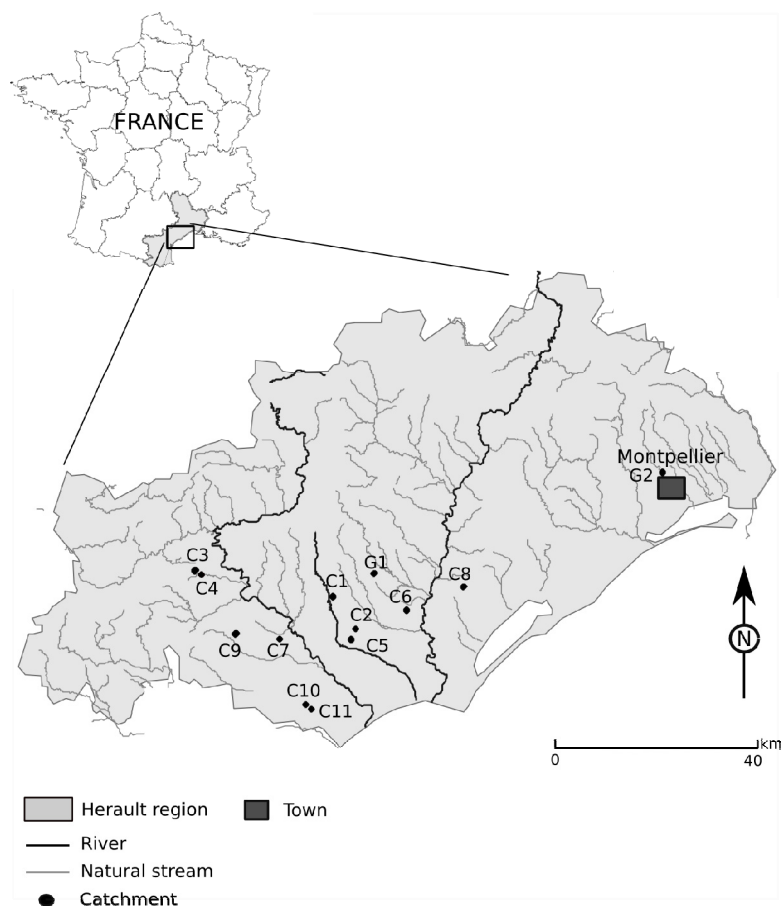 FRANCE
Montpellier
G2
C3
C4
G1
C8
C1
C6
C2
C5
C9
C7
C10
C11
N
km
0 40
Herault region
Town
River
Natural stream
Catchment